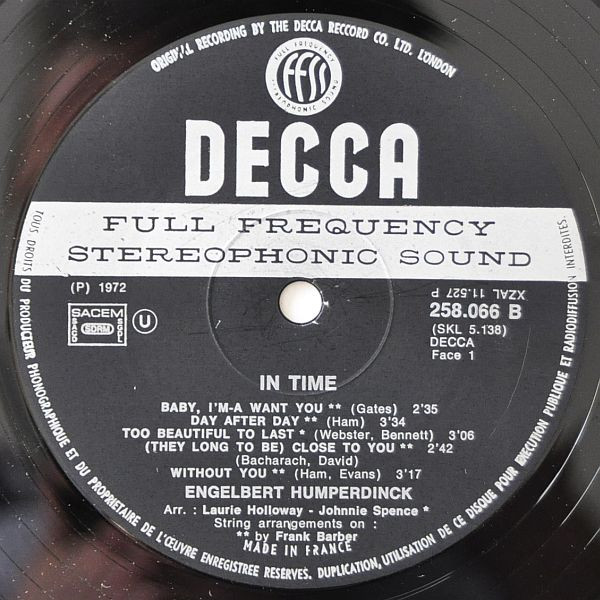 ORIGINAL RECORDING BY THE DECCA RECCORD CO. LTD. LONDON
FULL FREQUENCY
ffss
STEREOPHONIC SOUND
DECCA
FULL FREQUENCY
STEREOPHONIC SOUND
(P) 1972
XZAL 11.527 P
SACEM
SACD SDRM SGDL
U
258.066 B
(SKL 5.138)
DECCA
Face 1
IN TIME
BABY, I'M-A WANT YOU ** (Gates) 2'35
DAY AFTER DAY ** (Ham) 3'34
TOO BEAUTIFUL TO LAST * (Webster, Bennett) 3'06
(THEY LONG TO BE) CLOSE TO YOU ** 2'42
(Bacharach, David)
WITHOUT YOU ** (Ham, Evans) 3'17
ENGELBERT HUMPERDINCK
Arr. : Laurie Holloway - Johnnie Spence *
String arrangements on :
** by Frank Barber
MADE IN FRANCE
TOUS DROITS DU PRODUCTEUR PHONOGRAPHIQUE ET DU PROPRIETAIRE DE L'ŒUVRE ENREGISTREE RESERVES. DUPLICATION, UTILISATION DE CE DISQUE POUR EXECUTION PUBLIQUE ET RADIODIFFUSION INTERDITES.